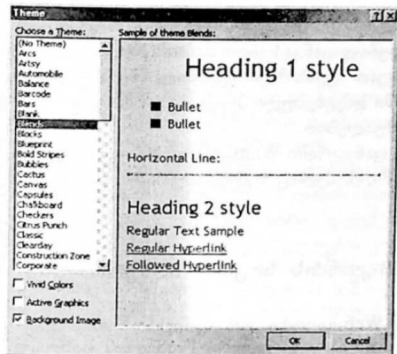 Theme
Choose a Theme:
(No Theme)
Arcs
Artsy
Automobile
Balance
Barcode
Bars
Blank
Blends
Blocks
Blueprint
Bold Stripes
Bubbles
Cactus
Canvas
Capsules
Chalkboard
Checkers
Citrus Punch
Classic
Clearday
Construction Zone
Corporate
Vivid Colors
Active Graphics
Background Image
Sample of theme Blends:
Heading 1 style
Bullet
Bullet
Horizontal Line:
Heading 2 style
Regular Text Sample
Regular Hyperlink
Followed Hyperlink
OK
Cancel